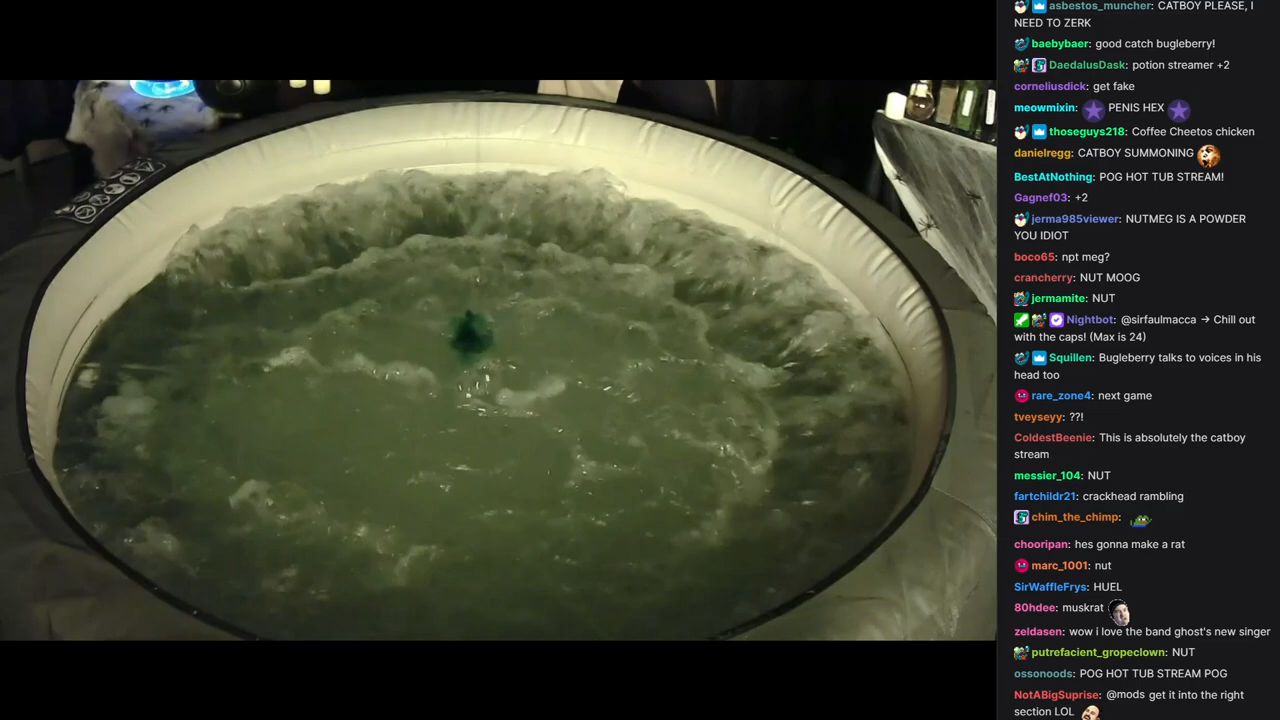 asbestos_muncher: CATBOY PLEASE, I
NEED TO ZERK
baebybaer: good catch bugleberry!
DaedalusDask: potion streamer +2
corneliusdick: get fake
meowmixin: PENIS HEX
thoseguys218: Coffee Cheetos chicken
danielregg: CATBOY SUMMONING
BestAtNothing: POG HOT TUB STREAM!
Gagnef03: +2
jerma985viewer: NUTMEG IS A POWDER
YOU IDIOT
boco65: npt meg?
crancherry: NUT MOOG
jermamite: NUT
Nightbot: @sirfaulmacca → Chill out
with the caps! (Max is 24)
Squillen: Bugleberry talks to voices in his
head too
rare_zone4: next game
tveyseyy: ??!
ColdestBeenie: This is absolutely the catboy
stream
messier_104: NUT
fartchildr21: crackhead rambling
chim_the_chimp:
chooripan: hes gonna make a rat
marc_1001: nut
SirWaffleFrys: HUEL
80hdee: muskrat
zeldasen: wow i love the band ghost's new singer
putrefacient_gropeclown: NUT
ossonoods: POG HOT TUB STREAM POG
NotABigSuprise: @mods get it into the right
section LOL